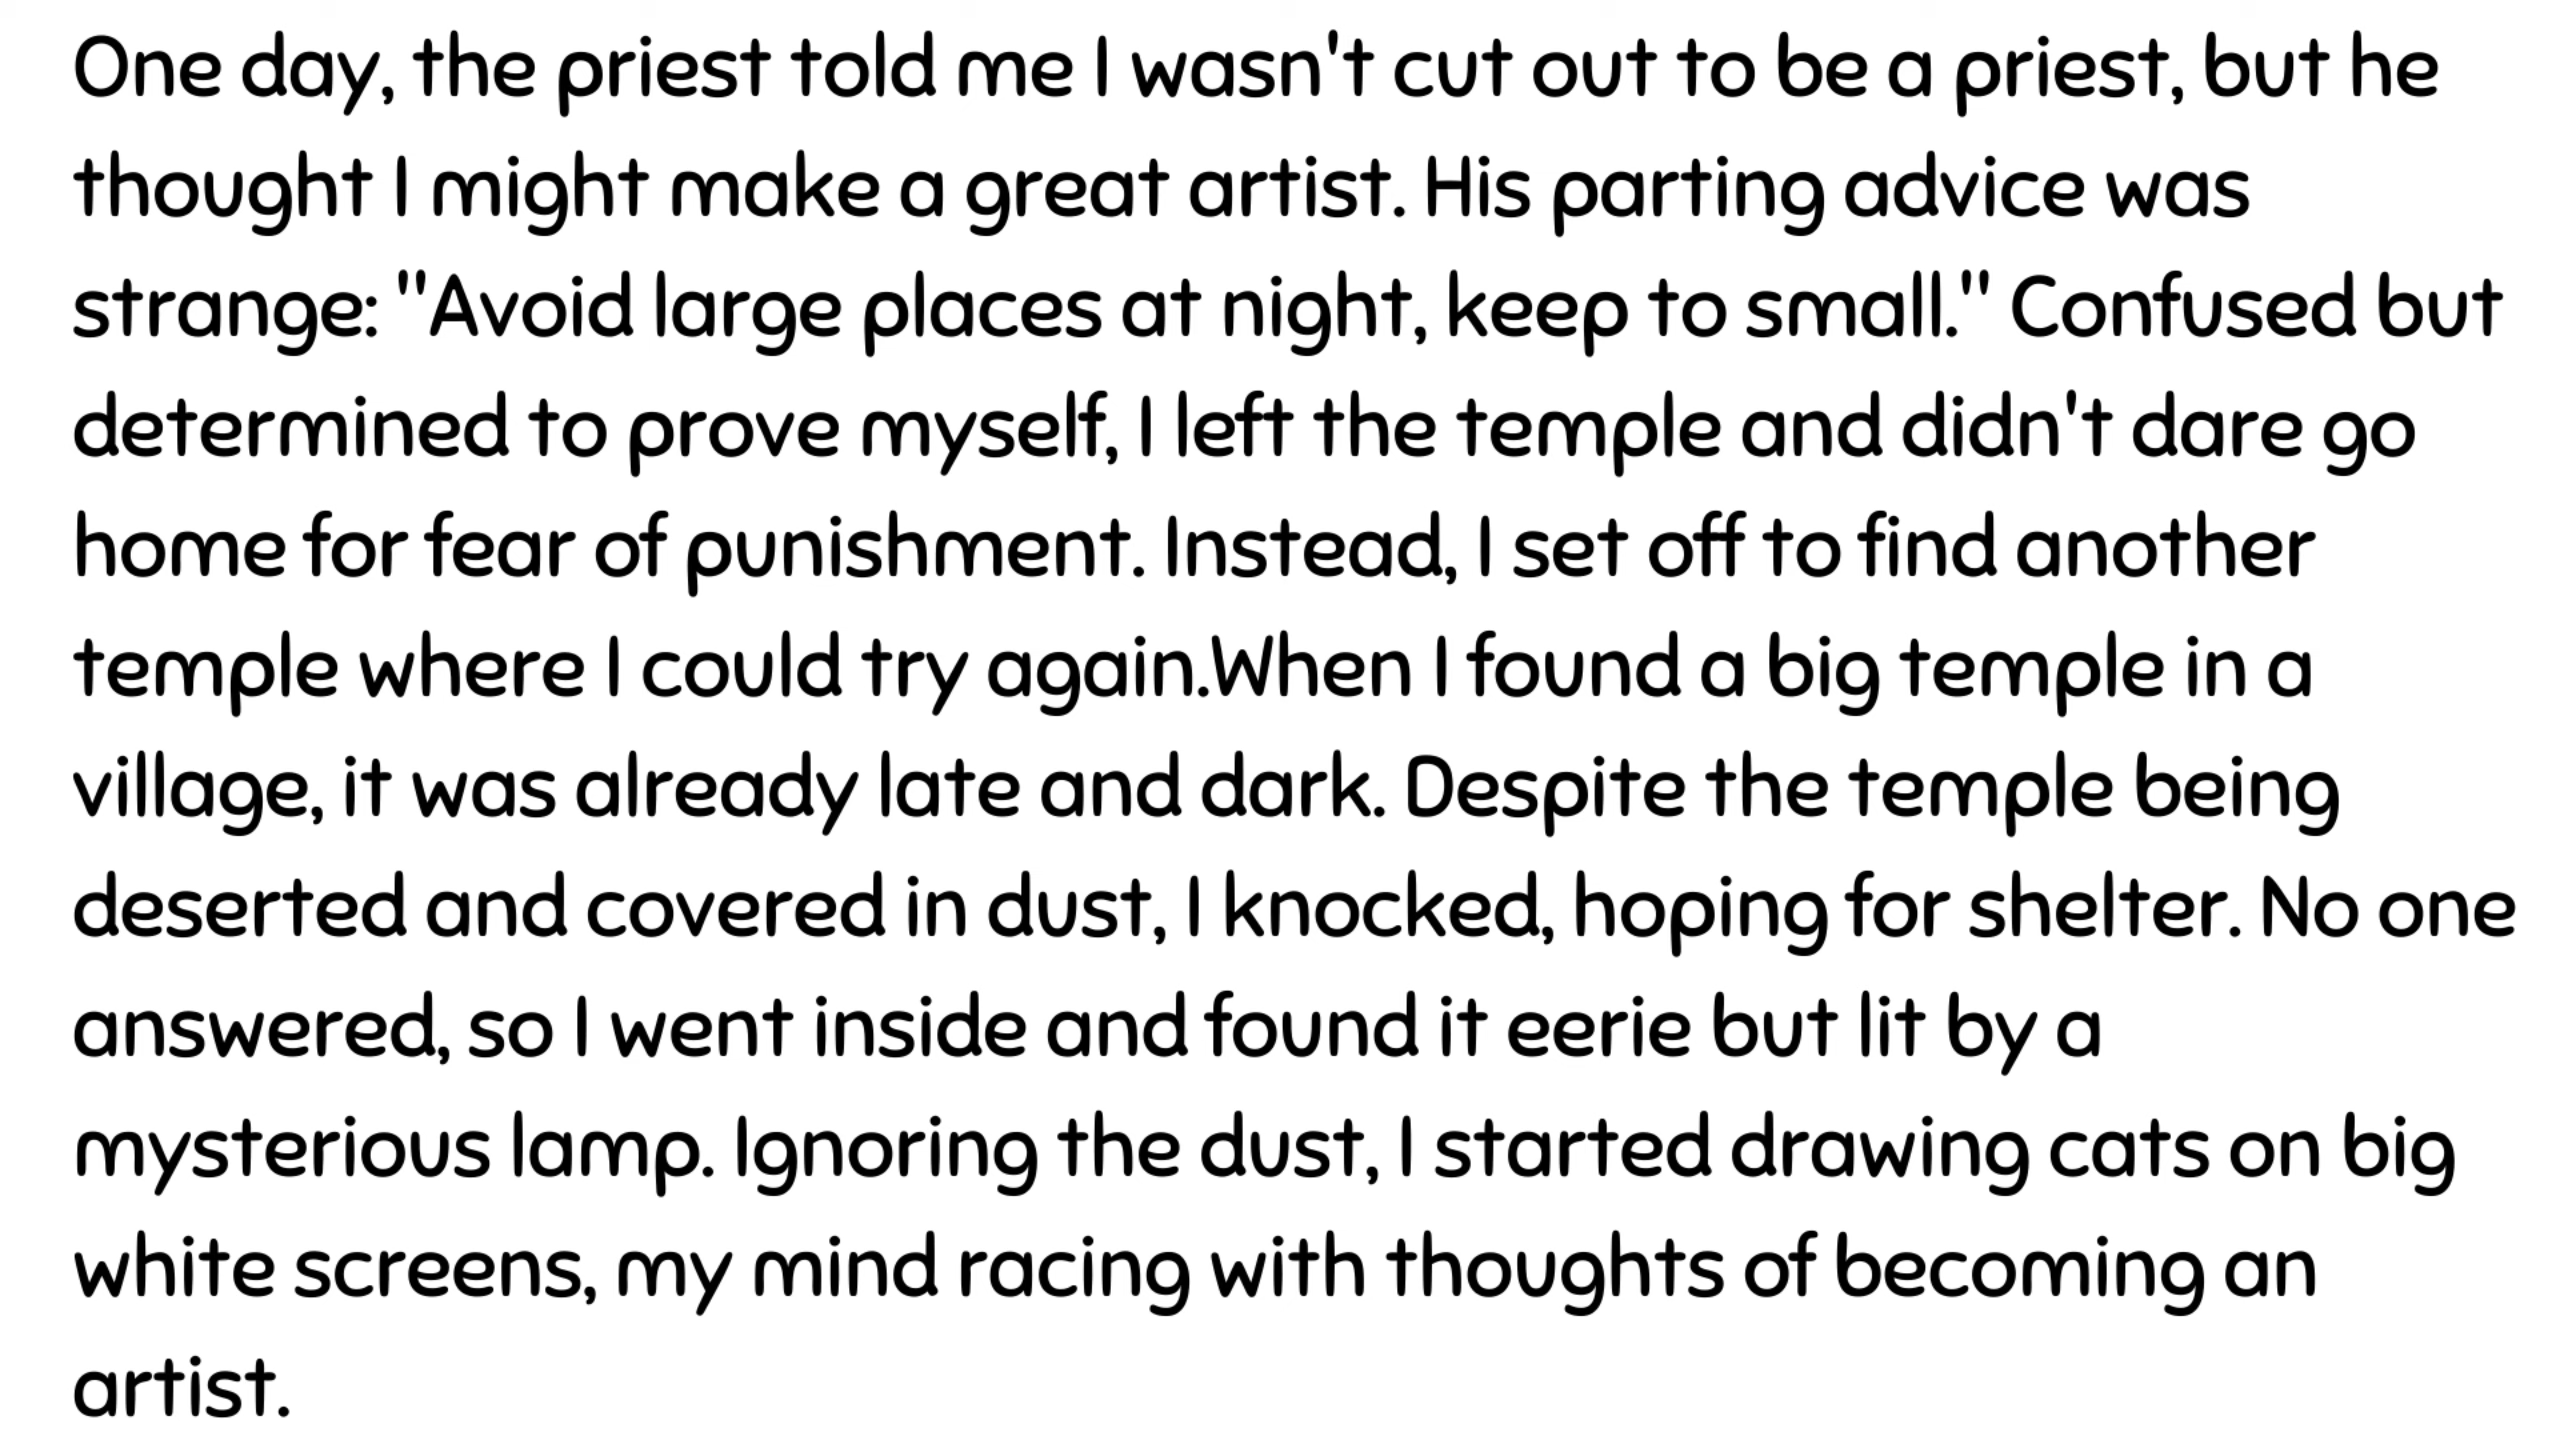 One day, the priest told me I wasn't cut out to be a priest, but he
thought I might make a great artist. His parting advice was
strange: "Avoid large places at night, keep to small." Confused but
determined to prove myself, I left the temple and didn't dare go
home for fear of punishment. Instead, I set off to find another
temple where I could try again.When I found a big temple in a
village, it was already late and dark. Despite the temple being
deserted and covered in dust, I knocked, hoping for shelter. No one
answered, so I went inside and found it eerie but lit by a
mysterious lamp. Ignoring the dust, I started drawing cats on big
white screens, my mind racing with thoughts of becoming an
artist.